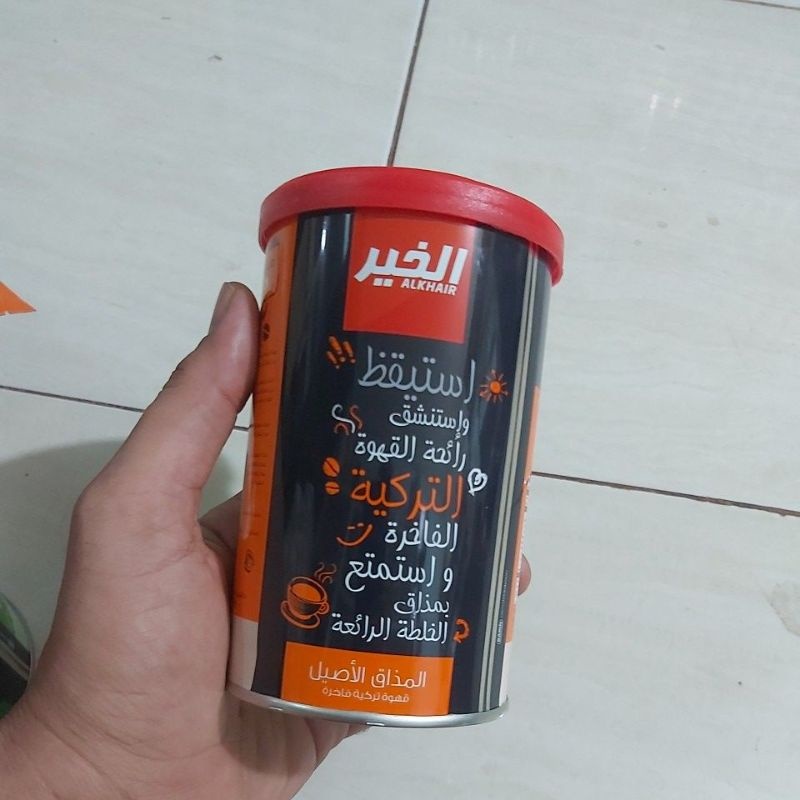 الخير
ALKHAIR
استيقظ
واستنشق
رائحة القهوة
التركية
الفاخرة
و استمتع
بمذاق
الخلطة الرائعة
المذاق الأصيل
قهوة تركية فاخرة